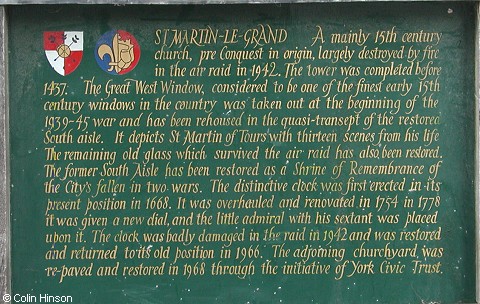 ST MARTIN-LE-GRAND A mainly 15th century
church, pre Conquest in origin, largely destroyed by fire
in the air raid in 1942. The tower was completed before
1437. The Great West Window, considered to be one of the finest early 15th
century windows in the country was taken out at the beginning of the
1939-45 war and has been rehoused in the quasi-transept of the restored
South aisle. It depicts St Martin of Tours with thirteen scenes from his life
The remaining old glass which survived the air raid has also been restored.
The former South Aisle has been restored as a Shrine of Remembrance of
the City's fallen in two wars. The distinctive clock was first erected in its
present position in 1668. It was overhauled and renovated in 1754 in 1778
it was given a new dial, and the little admiral with his sextant was placed
upon it. The clock was badly damaged in the raid in 1942 and was restored
and returned to its old position in 1966. The adjoining churchyard was
re-paved and restored in 1968 through the initiative of York Civic Trust.
© Colin Hinson